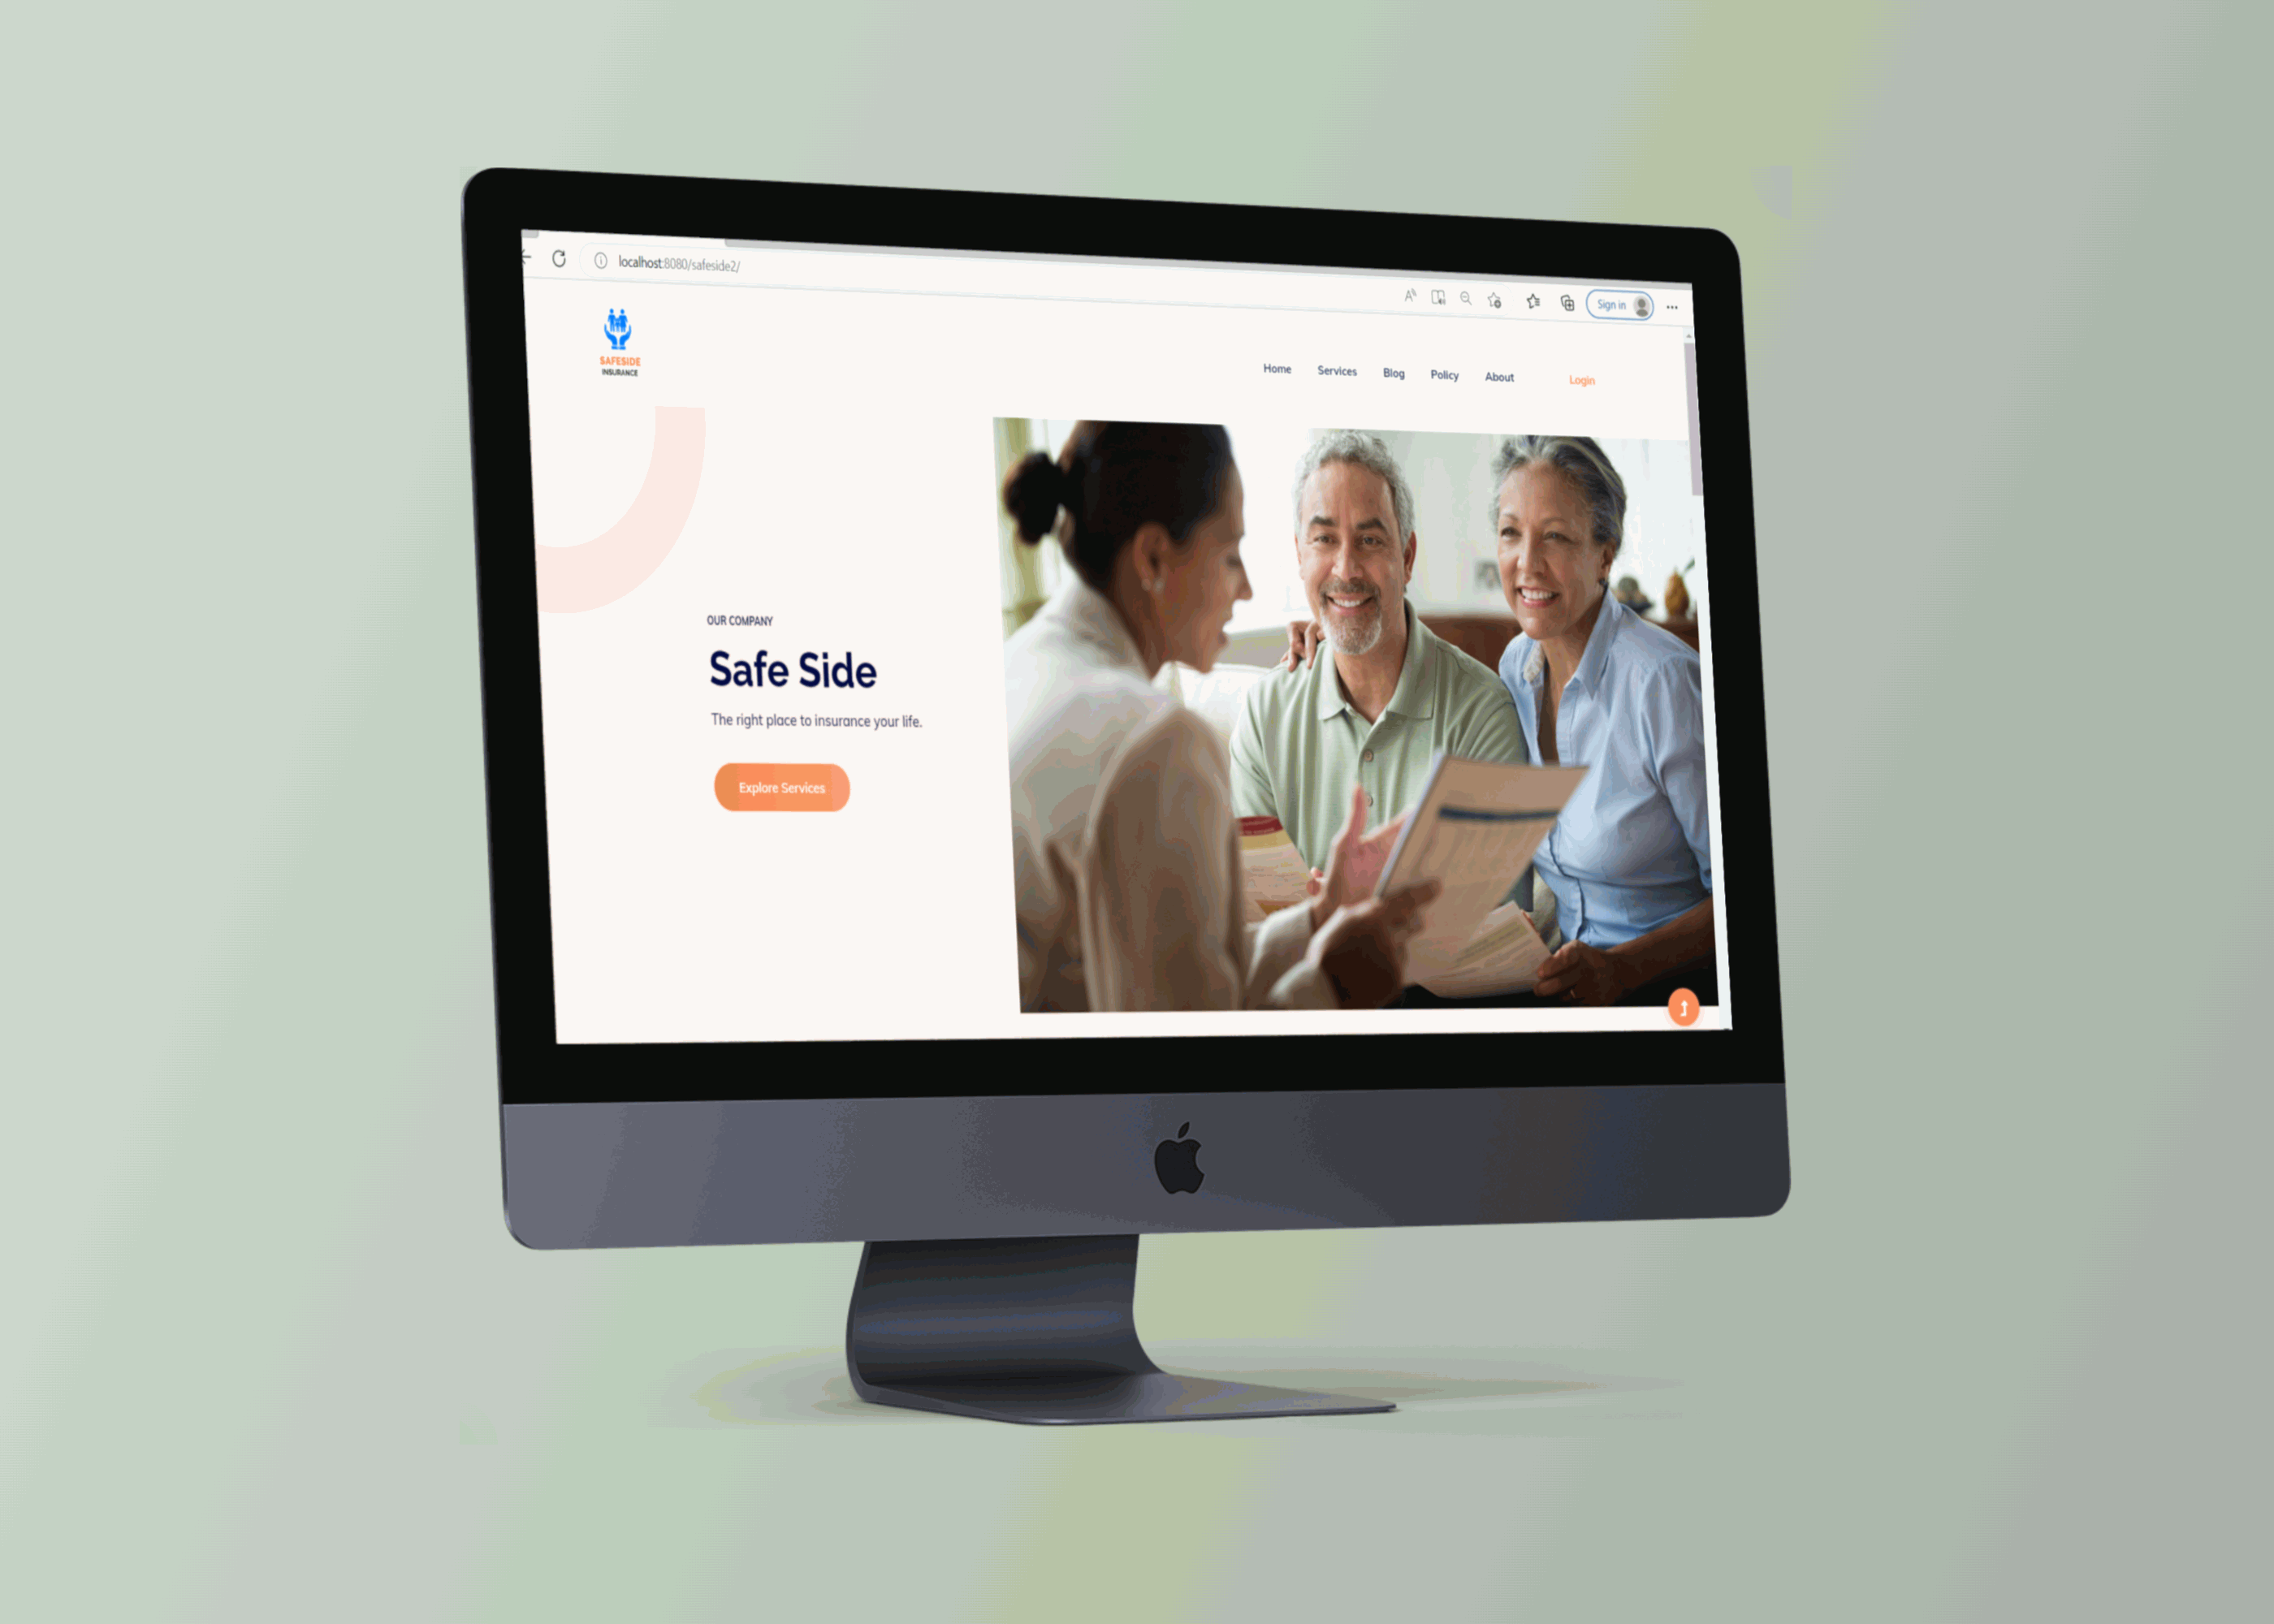 localhost:8080/safeside2/
Sign in
SAFESIDE
INSURANCE
Home Services Blog Policy About Login
OUR COMPANY
Safe Side
The right place to insurance your life.
Explore Services